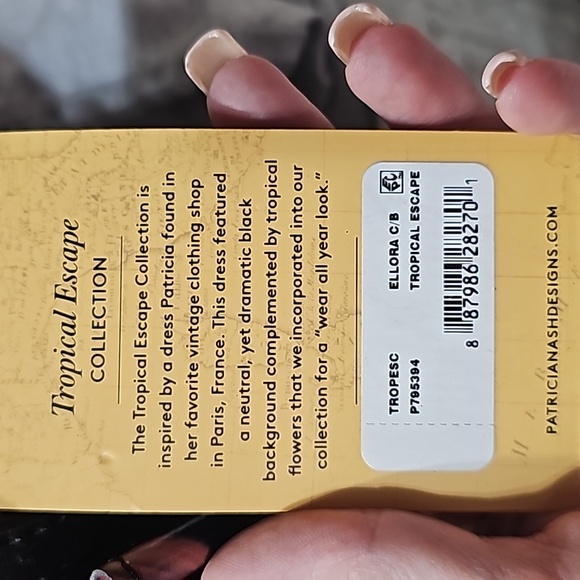 Tropical Escape
COLLECTION
The Tropical Escape Collection is
inspired by a dress Patricia found in
her favorite vintage clothing shop
in Paris, France. This dress featured
a neutral, yet dramatic black
background complemented by tropical
flowers that we incorporated into our
collection for a "wear all year look."
TROPESC ELLORA C/B
P795394 TROPICAL ESCAPE
8 87986 28270 1
PATRICIANASHDESIGNS.COM